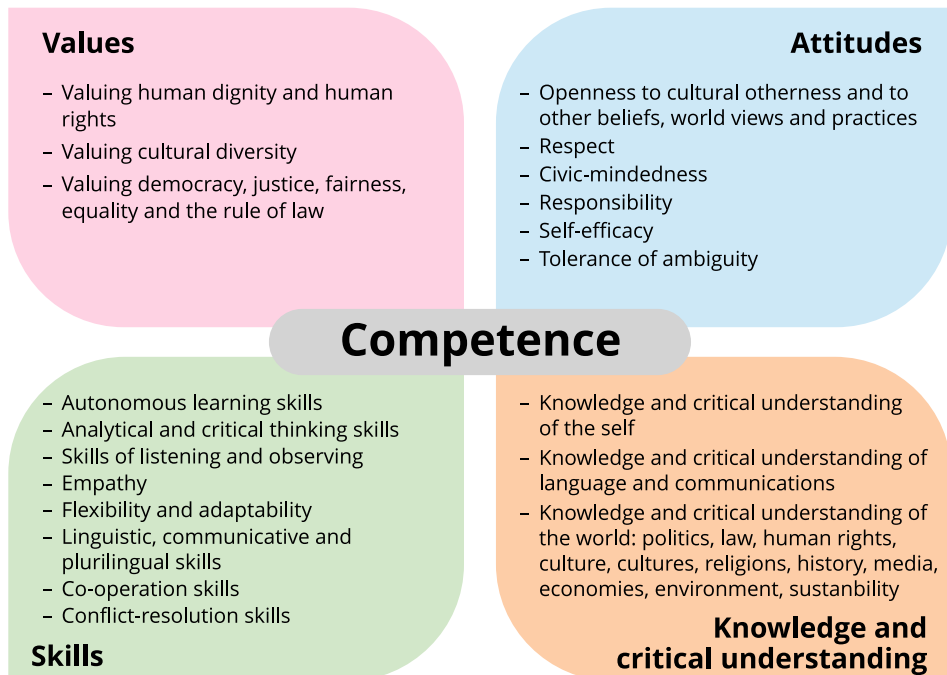 Values
– Valuing human dignity and human
rights
– Valuing cultural diversity
– Valuing democracy, justice, fairness,
equality and the rule of law
Attitudes
– Openness to cultural otherness and to
other beliefs, world views and practices
– Respect
– Civic-mindedness
– Responsibility
– Self-efficacy
– Tolerance of ambiguity
Competence
– Autonomous learning skills
– Analytical and critical thinking skills
– Skills of listening and observing
– Empathy
– Flexibility and adaptability
– Linguistic, communicative and
plurilingual skills
– Co-operation skills
– Conflict-resolution skills
Skills
– Knowledge and critical understanding
of the self
– Knowledge and critical understanding of
language and communications
– Knowledge and critical understanding of
the world: politics, law, human rights,
culture, cultures, religions, history, media,
economies, environment, sustanbility
Knowledge and
critical understanding